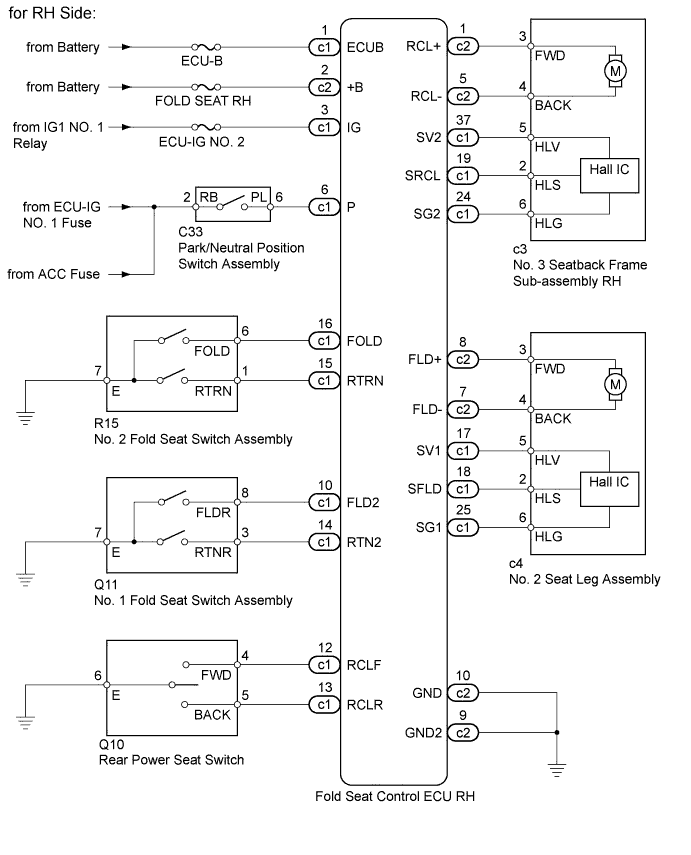 for RH Side:
from Battery
ECU-B
1
c1
ECUB
from Battery
FOLD SEAT RH
2
c2
+B
from IG1 NO. 1
Relay
ECU-IG NO. 2
3
c1
IG
from ECU-IG
NO. 1 Fuse
2
RB
PL
6
6
c1
P
C33
Park/Neutral Position
Switch Assembly
from ACC Fuse
7
E
FOLD
6
16
c1
FOLD
RTRN
1
15
c1
RTRN
R15
No. 2 Fold Seat Switch Assembly
7
E
FLDR
8
10
c1
FLD2
RTNR
3
14
c1
RTN2
Q11
No. 1 Fold Seat Switch Assembly
6
E
FWD
4
12
c1
RCLF
BACK
5
13
c1
RCLR
Q10
Rear Power Seat Switch
RCL+
1
c2
3
FWD
M
RCL-
5
c2
4
BACK
SV2
37
c1
5
HLV
SRCL
19
c1
2
HLS
Hall IC
SG2
24
c1
6
HLG
c3
No. 3 Seatback Frame
Sub-assembly RH
FLD+
8
c2
3
FWD
M
FLD-
7
c2
4
BACK
SV1
17
c1
5
HLV
SFLD
18
c1
2
HLS
Hall IC
SG1
25
c1
6
HLG
c4
No. 2 Seat Leg Assembly
GND
10
c2
GND2
9
c2
Fold Seat Control ECU RH